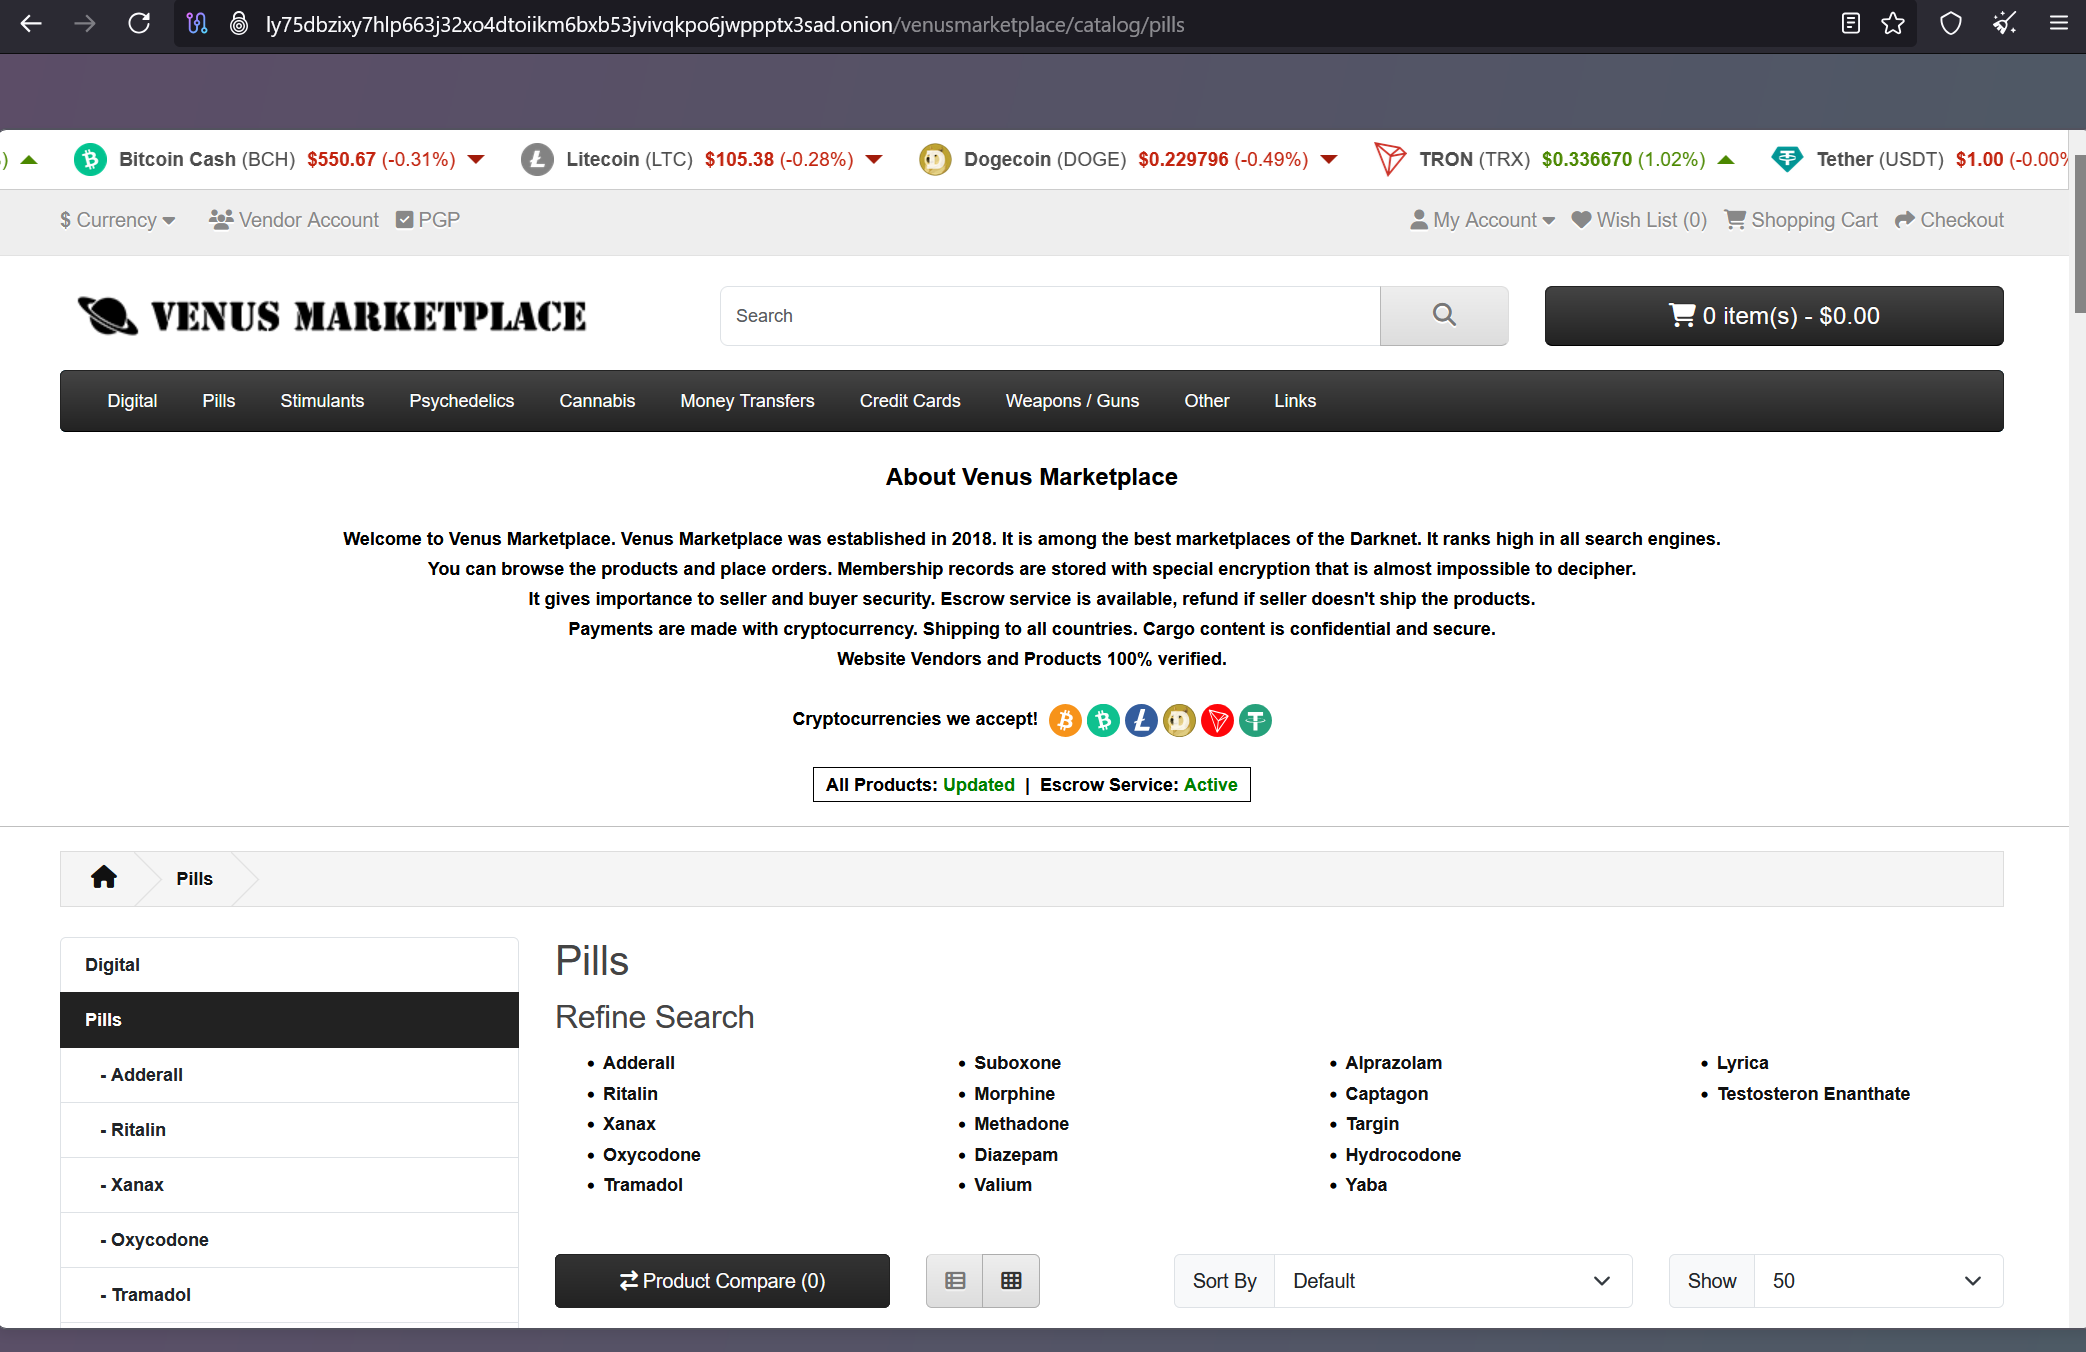 ly75dbzixy7hlp663j32xo4dtoiikm6bxb53jvivqkpo6jwppptx3sad.onion/venusmarketplace/catalog/pills
) Bitcoin Cash (BCH) $550.67 (-0.31%) Litecoin (LTC) $105.38 (-0.28%) Dogecoin (DOGE) $0.229796 (-0.49%) TRON (TRX) $0.336670 (1.02%) Tether (USDT) $1.00 (-0.00%
$ Currency Vendor Account PGP My Account Wish List (0) Shopping Cart Checkout
VENUS MARKETPLACE Search 0 item(s) - $0.00
Digital Pills Stimulants Psychedelics Cannabis Money Transfers Credit Cards Weapons / Guns Other Links
About Venus Marketplace
Welcome to Venus Marketplace. Venus Marketplace was established in 2018. It is among the best marketplaces of the Darknet. It ranks high in all search engines.
You can browse the products and place orders. Membership records are stored with special encryption that is almost impossible to decipher.
It gives importance to seller and buyer security. Escrow service is available, refund if seller doesn't ship the products.
Payments are made with cryptocurrency. Shipping to all countries. Cargo content is confidential and secure.
Website Vendors and Products 100% verified.
Cryptocurrencies we accept!
All Products: Updated | Escrow Service: Active
Pills
Digital
Pills
- Adderall
- Ritalin
- Xanax
- Oxycodone
- Tramadol
Pills
Refine Search
• Adderall
• Ritalin
• Xanax
• Oxycodone
• Tramadol
• Suboxone
• Morphine
• Methadone
• Diazepam
• Valium
• Alprazolam
• Captagon
• Targin
• Hydrocodone
• Yaba
• Lyrica
• Testosteron Enanthate
Product Compare (0) Sort By Default Show 50